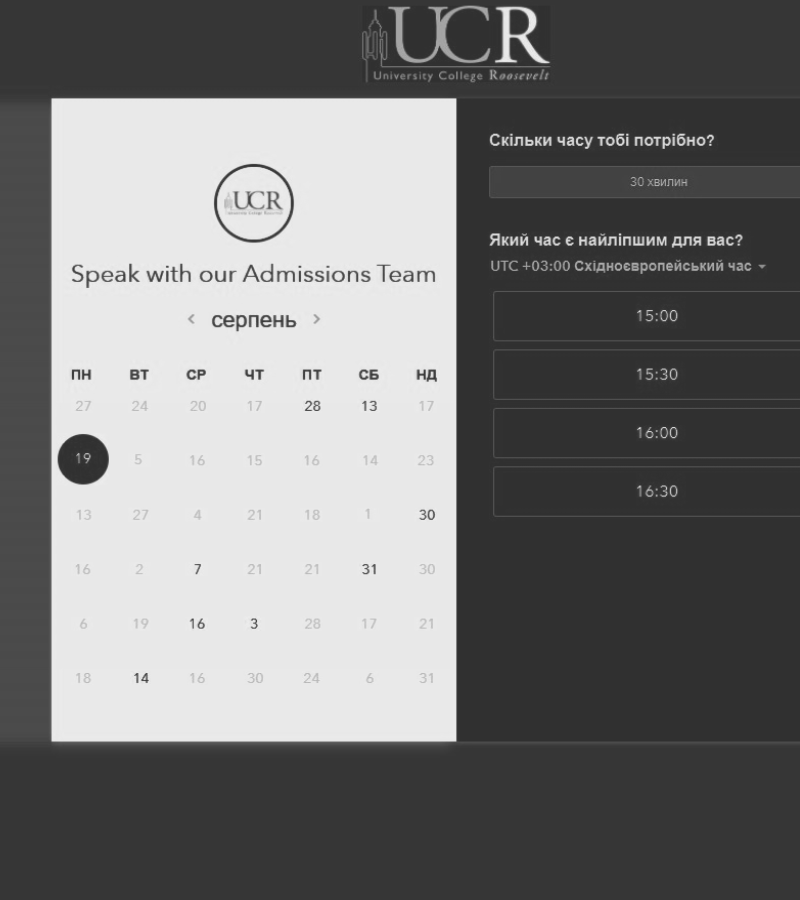 UCR
University College Roosevelt
UCR
University College Roosevelt
Speak with our Admissions Team
< серпень >
ПН ВТ СР ЧТ ПТ СБ НД
27 24 20 17 28 13 17
19 5 16 15 16 14 23
13 27 4 21 18 1 30
16 2 7 21 21 31 30
6 19 16 3 28 17 21
18 14 16 30 24 6 31
Скільки часу тобі потрібно?
30 хвилин
Який час є найліпшим для вас?
UTC +03:00 Східноєвропейський час
15:00
15:30
16:00
16:30